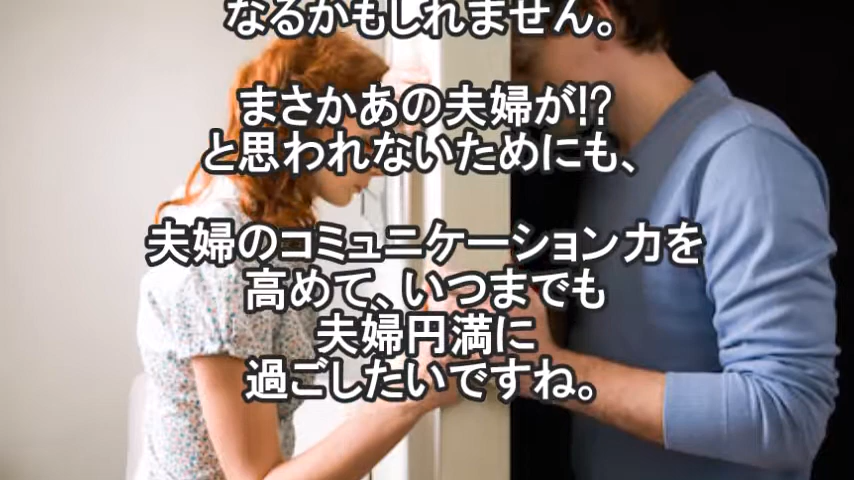 なるかもしれません。
まさかあの夫婦が!?
と思われないためにも、
夫婦のコミュニケーション力を
高めて、いつまでも
夫婦円満に
過ごしたいですね。